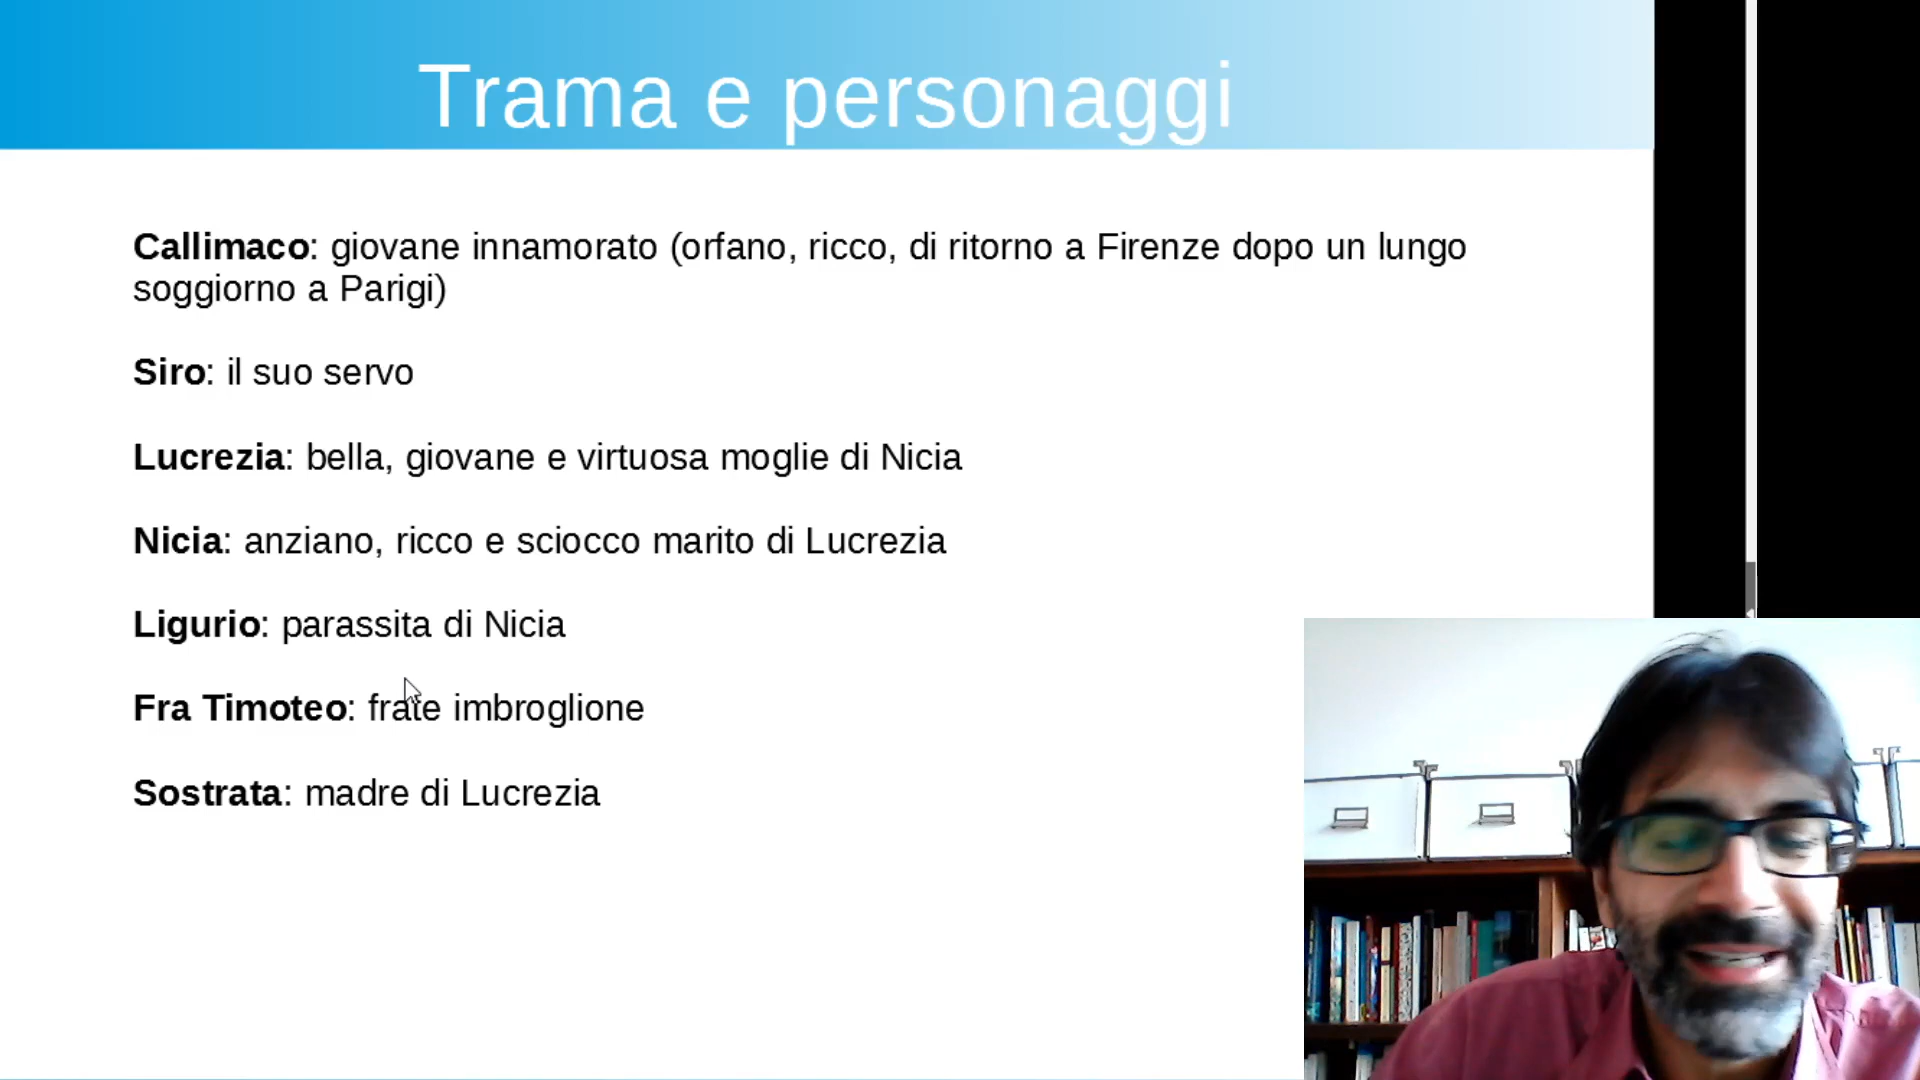 Trama e personaggi
Callimaco: giovane innamorato (orfano, ricco, di ritorno a Firenze dopo un lungo
soggiorno a Parigi)
Siro: il suo servo
Lucrezia: bella, giovane e virtuosa moglie di Nicia
Nicia: anziano, ricco e sciocco marito di Lucrezia
Ligurio: parassita di Nicia
Fra Timoteo: frate imbroglione
Sostrata: madre di Lucrezia